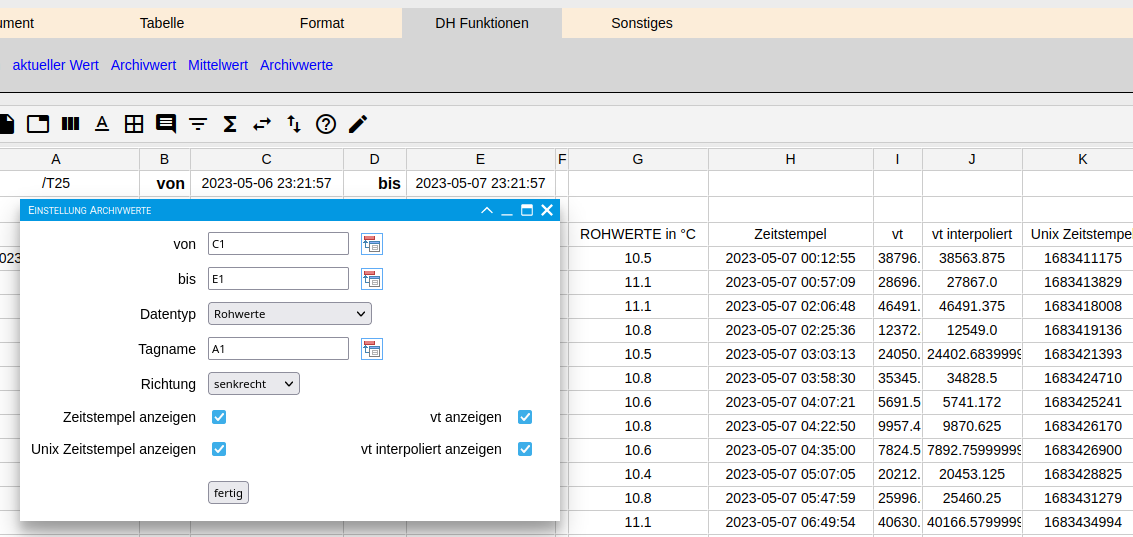 ument Tabelle Format DH Funktionen Sonstiges
aktueller Wert Archivwert Mittelwert Archivwerte
A B C D E F G H I J K
/T25 von 2023-05-06 23:21:57 bis 2023-05-07 23:21:57
Einstellung Archivwerte
von C1
bis E1
Datentyp Rohwerte
Tagname A1
Richtung senkrecht
Zeitstempel anzeigen vt anzeigen
Unix Zeitstempel anzeigen vt interpoliert anzeigen
fertig
ROHWERTE in °C Zeitstempel vt vt interpoliert Unix Zeitstempel
023 10.5 2023-05-07 00:12:55 38796. 38563.875 1683411175
11.1 2023-05-07 00:57:09 28696. 27867.0 1683413829
11.1 2023-05-07 02:06:48 46491. 46491.375 1683418008
10.8 2023-05-07 02:25:36 12372. 12549.0 1683419136
10.5 2023-05-07 03:03:13 24050. 24402.6839999 1683421393
10.8 2023-05-07 03:58:30 35345. 34828.5 1683424710
10.6 2023-05-07 04:07:21 5691.5 5741.172 1683425241
10.8 2023-05-07 04:22:50 9957.4 9870.625 1683426170
10.6 2023-05-07 04:35:00 7824.5 7892.75999999 1683426900
10.4 2023-05-07 05:07:05 20212. 20453.125 1683428825
10.8 2023-05-07 05:47:59 25996. 25460.25 1683431279
11.1 2023-05-07 06:49:54 40630. 40166.5799999 1683434994